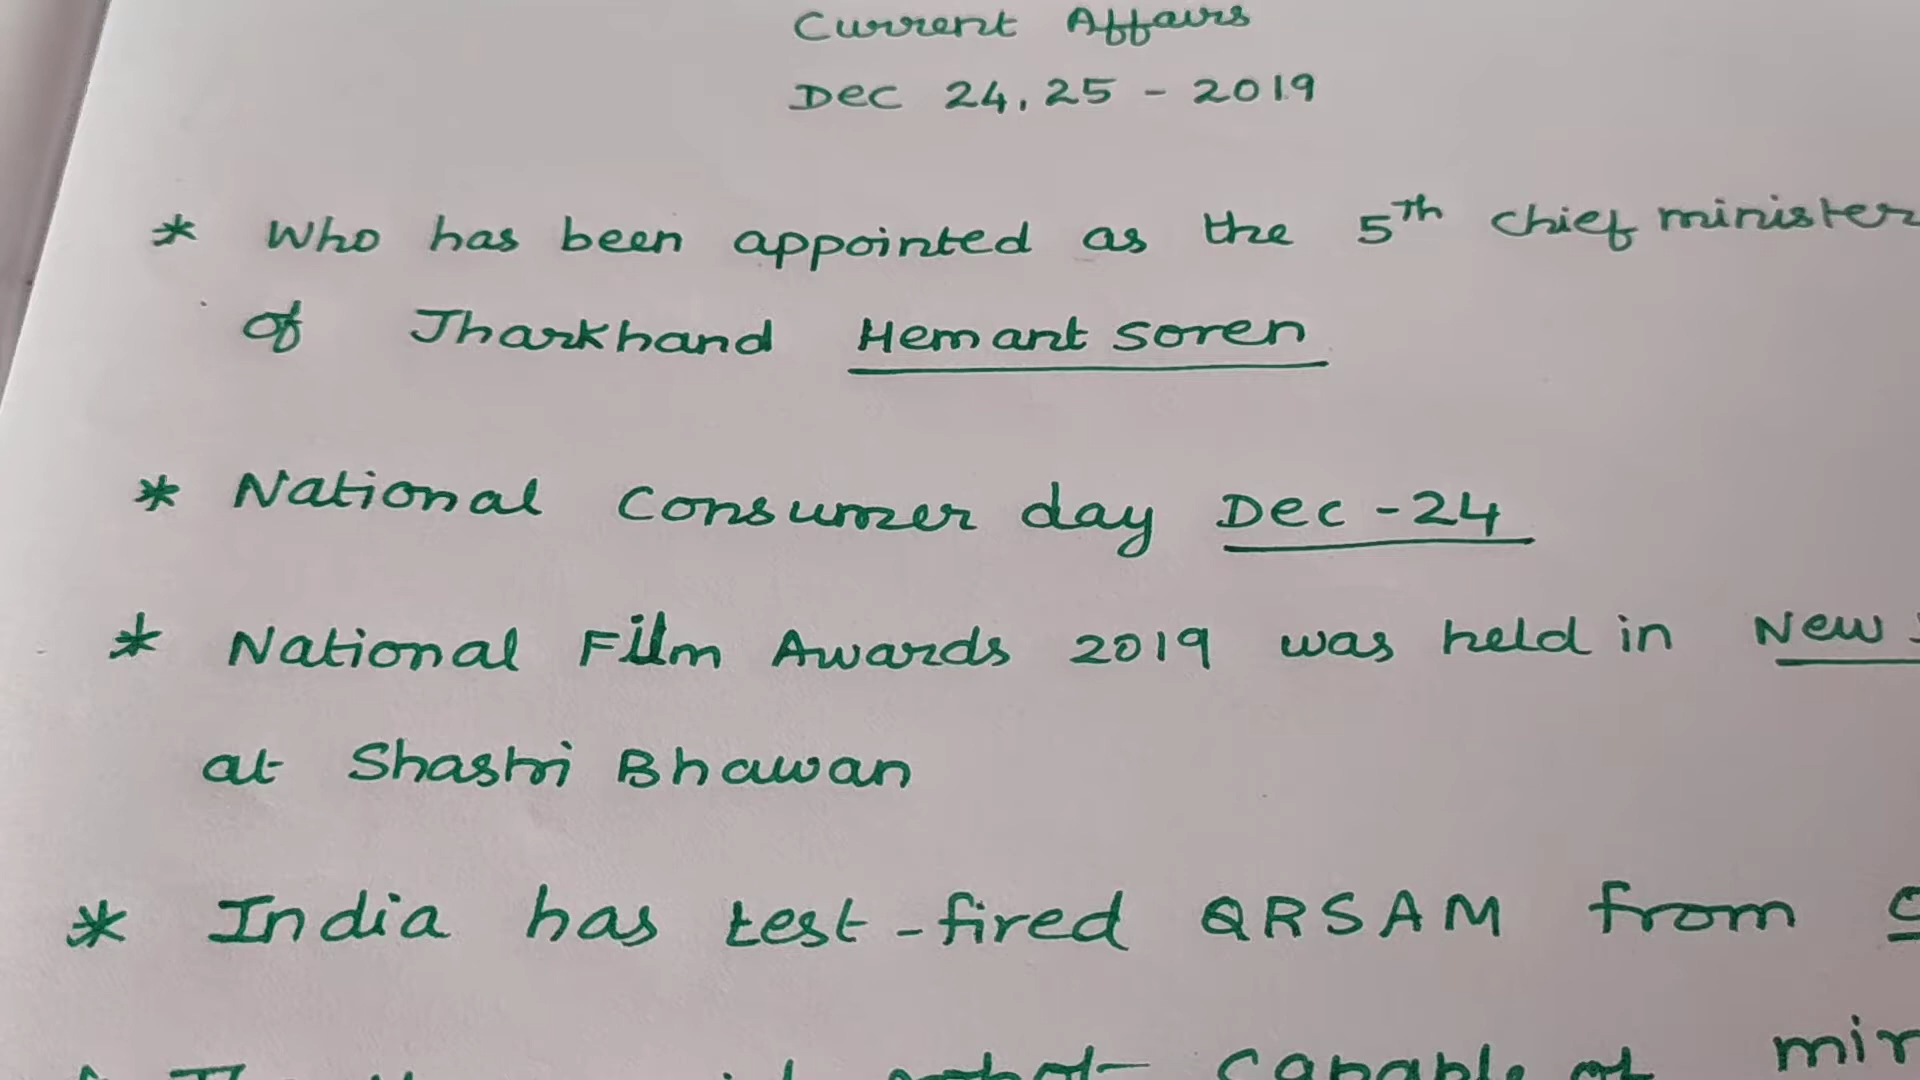 Current Affairs
Dec 24, 25 - 2019
* Who has been appointed as the 5th chief minister
of Jharkhand Hemant Soren
* National Consumer day Dec - 24
* National Film Awards 2019 was held in New
at Shastri Bhawan
* India has test-fired QRSAM from
capable of